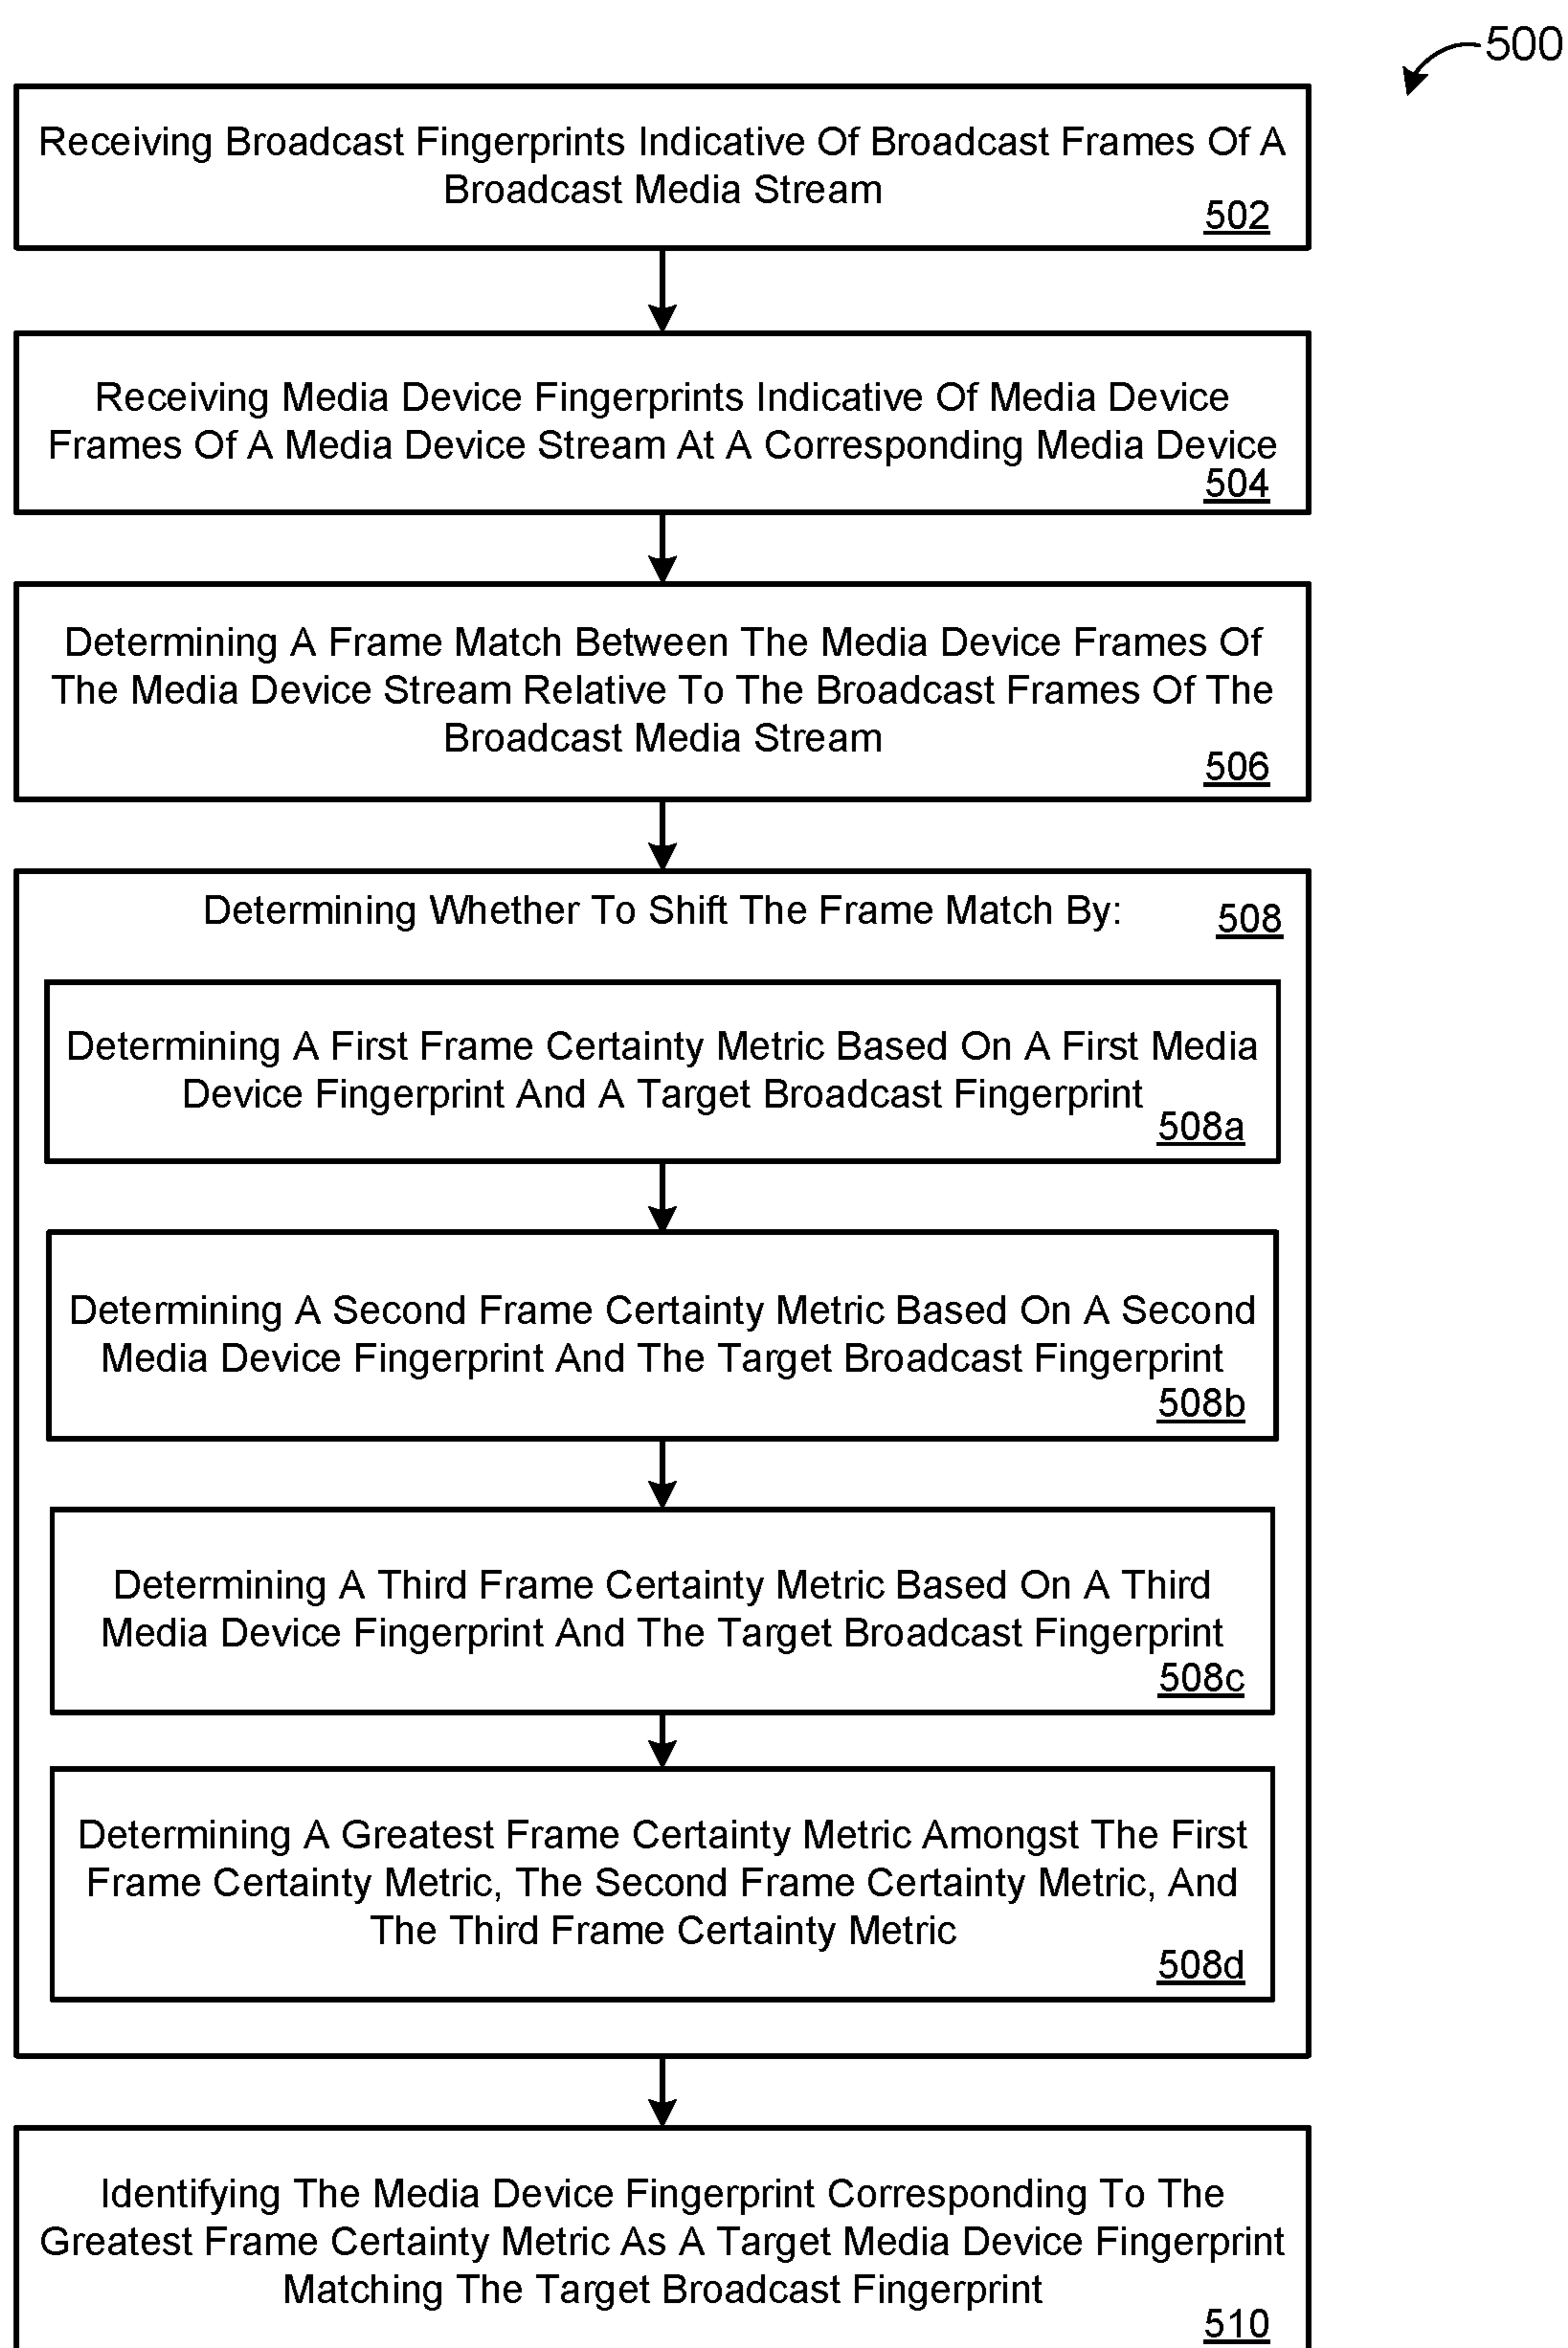 500
Receiving Broadcast Fingerprints Indicative Of Broadcast Frames Of A
Broadcast Media Stream
502
Receiving Media Device Fingerprints Indicative Of Media Device
Frames Of A Media Device Stream At A Corresponding Media Device
504
Determining A Frame Match Between The Media Device Frames Of
The Media Device Stream Relative To The Broadcast Frames Of The
Broadcast Media Stream
506
Determining Whether To Shift The Frame Match By:
508
Determining A First Frame Certainty Metric Based On A First Media
Device Fingerprint And A Target Broadcast Fingerprint
508a
Determining A Second Frame Certainty Metric Based On A Second
Media Device Fingerprint And The Target Broadcast Fingerprint
508b
Determining A Third Frame Certainty Metric Based On A Third
Media Device Fingerprint And The Target Broadcast Fingerprint
508c
Determining A Greatest Frame Certainty Metric Amongst The First
Frame Certainty Metric, The Second Frame Certainty Metric, And
The Third Frame Certainty Metric
508d
Identifying The Media Device Fingerprint Corresponding To The
Greatest Frame Certainty Metric As A Target Media Device Fingerprint
Matching The Target Broadcast Fingerprint
510